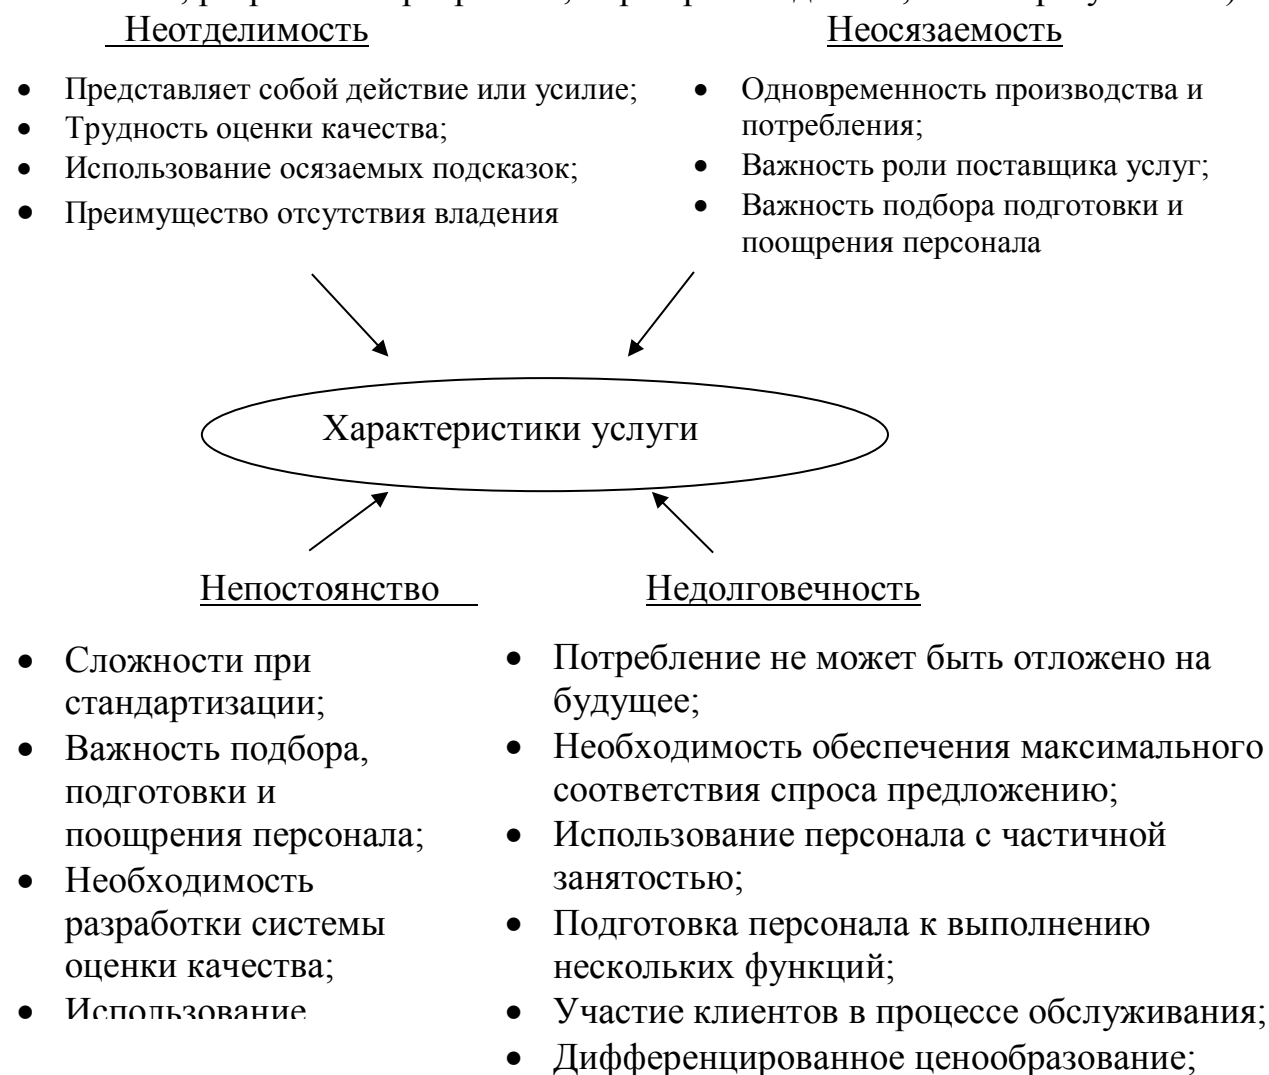 Неотделимость
• Представляет собой действие или усилие;
• Трудность оценки качества;
• Использование осязаемых подсказок;
• Преимущество отсутствия владения
Неосязаемость
• Одновременность производства и
потребления;
• Важность роли поставщика услуг;
• Важность подбора подготовки и
поощрения персонала
Характеристики услуги
Непостоянство
• Сложности при
стандартизации;
• Важность подбора,
подготовки и
поощрения персонала;
• Необходимость
разработки системы
оценки качества;
• Использование
Недолговечность
• Потребление не может быть отложено на
будущее;
• Необходимость обеспечения максимального
соответствия спроса предложению;
• Использование персонала с частичной
занятостью;
• Подготовка персонала к выполнению
нескольких функций;
• Участие клиентов в процессе обслуживания;
• Дифференцированное ценообразование;